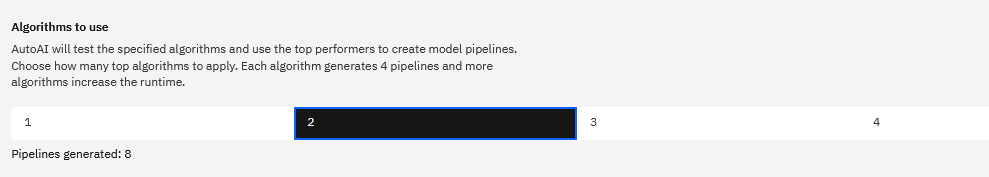 Algorithms to use
AutoAI will test the specified algorithms and use the top performers to create model pipelines.
Choose how many top algorithms to apply. Each algorithm generates 4 pipelines and more
algorithms increase the runtime.
1 2 3 4
Pipelines generated: 8